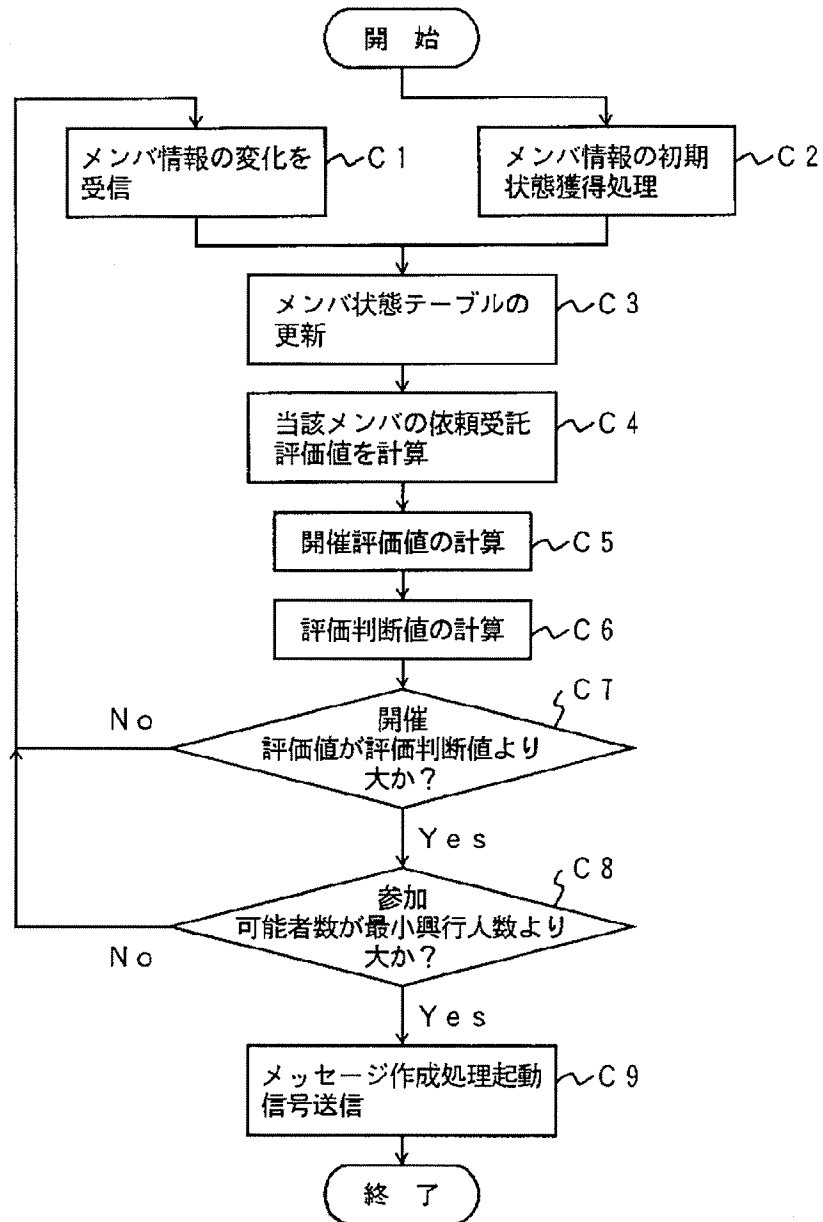 開 始
メンバ情報の変化を
受信
C1
メンバ情報の初期
状態獲得処理
C2
メンバ状態テーブルの
更新
C3
当該メンバの依頼受託
評価値を計算
C4
開催評価値の計算
C5
評価判断値の計算
C6
C7
開催
評価値が評価判断値より
大か？
No
Yes
C8
参加
可能者数が最小興行人数より
大か？
No
Yes
メッセージ作成処理起動
信号送信
C9
終 了